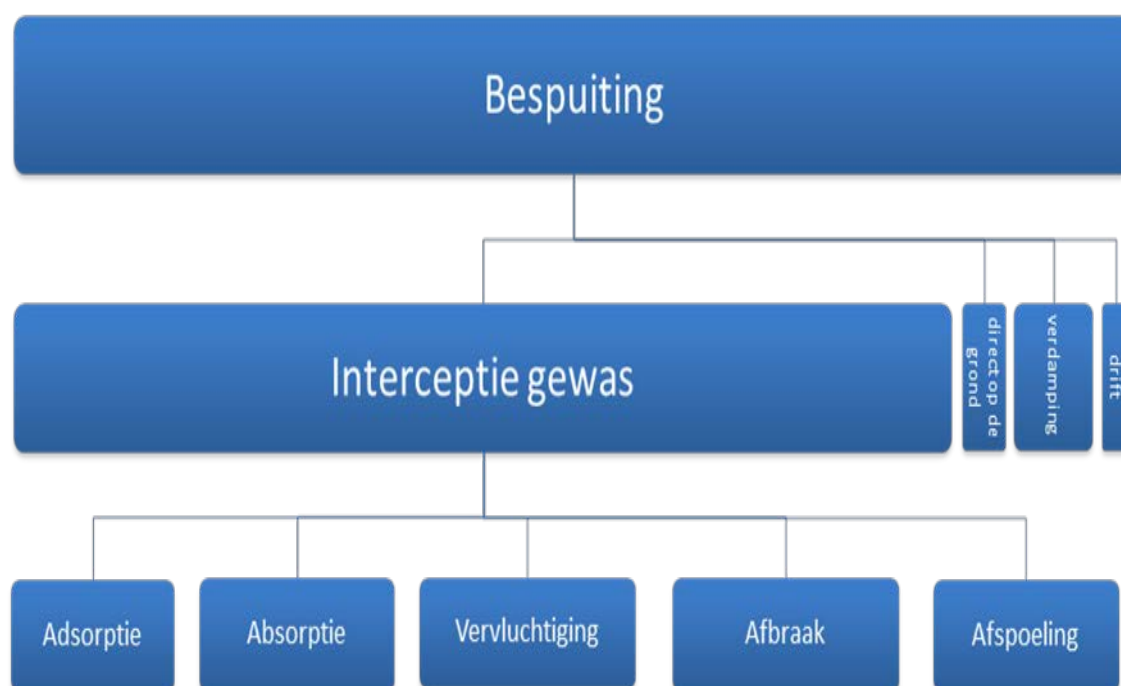 Bespuiting
Interceptie gewas
direct op de
grond
verdamping
drift
Adsorptie
Absorptie
Vervluchtiging
Afbraak
Afspoeling